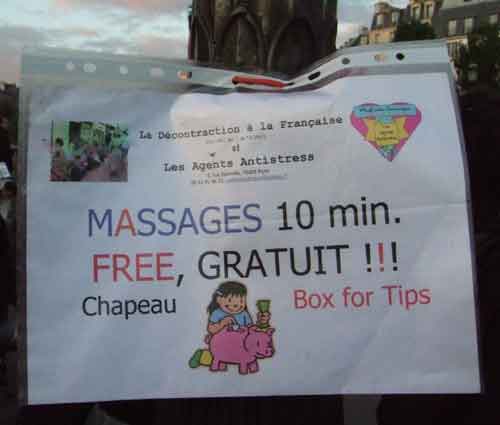 La Décontraction à la Française
et
Les Agents Antistress
MASSAGES 10 min.
FREE, GRATUIT !!!
Chapeau
Box for Tips